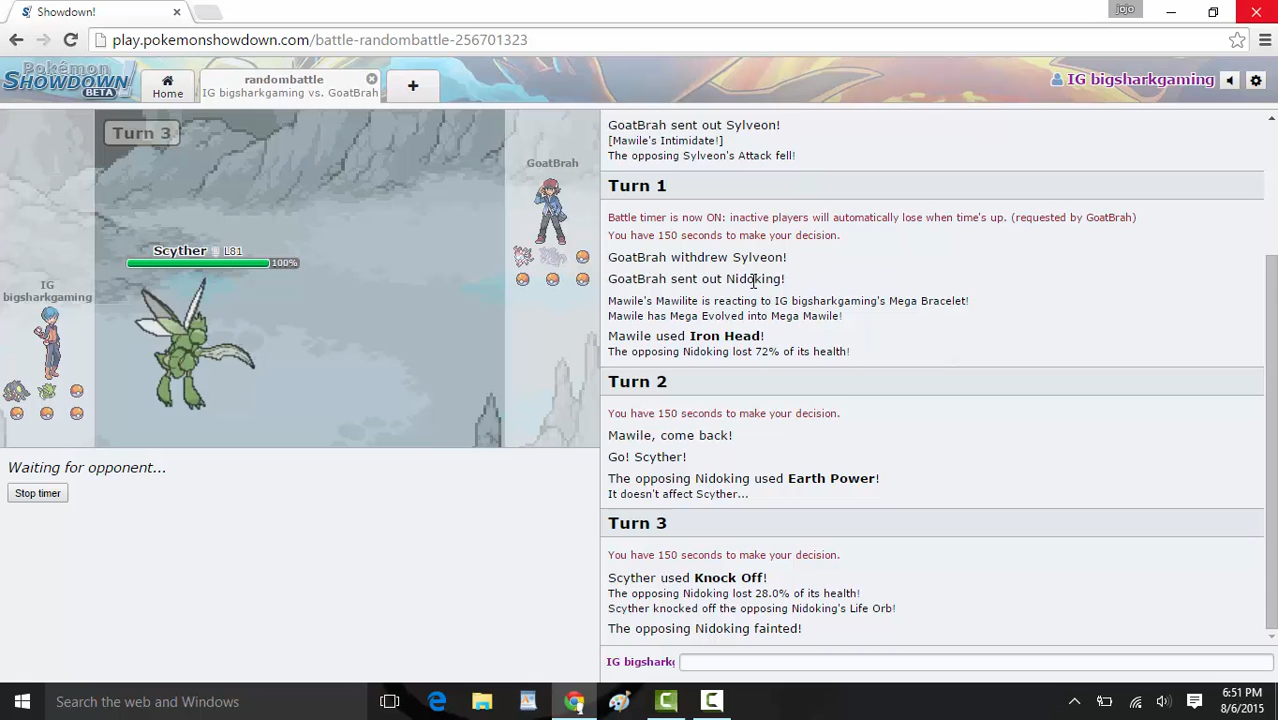 Showdown!
jojo
play.pokemonshowdown.com/battle-randombattle-256701323
Pokémon
SHOWDOWN
BETA
Home
randombattle
IG bigsharkgaming vs. GoatBrah
+
IG bigsharkgaming
Turn 3
GoatBrah
Scyther L81
100%
IG
bigsharkgaming
Waiting for opponent...
Stop timer
GoatBrah sent out Sylveon!
[Mawile's Intimidate!]
The opposing Sylveon's Attack fell!
Turn 1
Battle timer is now ON: inactive players will automatically lose when time's up. (requested by GoatBrah)
You have 150 seconds to make your decision.
GoatBrah withdrew Sylveon!
GoatBrah sent out Nidoking!
Mawile's Mawilite is reacting to IG bigsharkgaming's Mega Bracelet!
Mawile has Mega Evolved into Mega Mawile!
Mawile used Iron Head!
The opposing Nidoking lost 72% of its health!
Turn 2
You have 150 seconds to make your decision.
Mawile, come back!
Go! Scyther!
The opposing Nidoking used Earth Power!
It doesn't affect Scyther...
Turn 3
You have 150 seconds to make your decision.
Scyther used Knock Off!
The opposing Nidoking lost 28.0% of its health!
Scyther knocked off the opposing Nidoking's Life Orb!
The opposing Nidoking fainted!
IG bigshark
Search the web and Windows
6:51 PM
8/6/2015